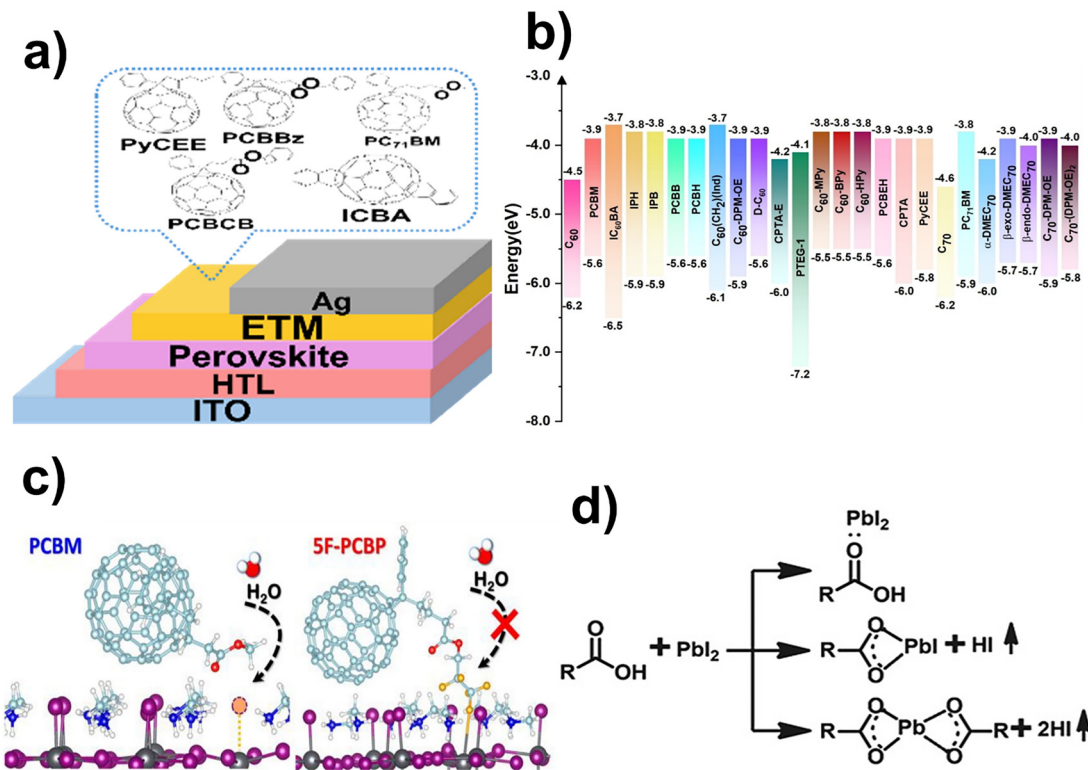 a)
PyCEE
PCBBz
PC₇₁BM
PCBCB
ICBA
Ag
ETM
Perovskite
HTL
ITO
b)
Energy(eV)
-3.0
-4.0
-5.0
-6.0
-7.0
-8.0
-4.5 C₆₀ -6.2
-3.9 PCBM -5.6
-3.7 IC₆₀BA -6.5
-3.8 IPH -5.9
-3.8 IPB -5.9
-3.9 PCBB -5.6
-3.9 PCBH -5.6
-3.7 C₆₀(CH₂)(Ind) -6.1
-3.9 C₆₀-DPM-OE -5.9
-3.9 D-C₆₀ -5.6
-4.2 CPTA-E -6.0
-4.1 PTEG-1 -7.2
-3.8 C₆₀-MPy -5.5
-3.8 C₆₀-BPy -5.5
-3.8 C₆₀-HPy -5.5
-3.9 PCBEH -5.6
-3.9 CPTA -6.0
-3.9 PyCEE -5.8
-4.6 C₇₀ -6.2
-3.8 PC₇₁BM -5.9
-4.2 α-DMEC₇₀ -6.0
-3.9 β-exo-DMEC₇₀ -5.7
-4.0 β-endo-DMEC₇₀ -5.7
-3.9 C₇₀-DPM-OE -5.9
-4.0 C₇₀-(DPM-OE)₂ -5.8
c)
PCBM
H₂O
5F-PCBP
H₂O
d)
R O OH + PbI₂
PbI₂
:
R O OH
R O O PbI + HI
R O O Pb O O R + 2HI